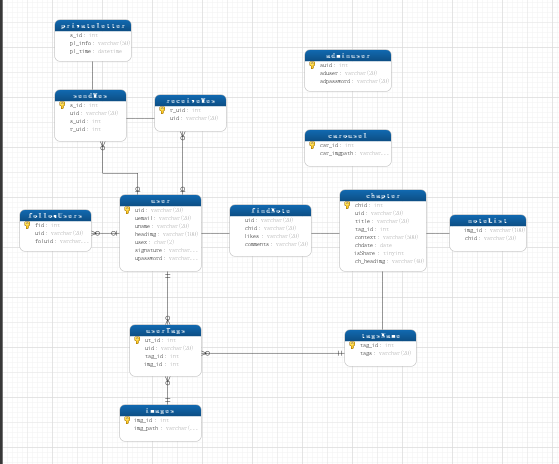 privateletter
s_id: int
pl_info: varchar(90)
pl_time: datetime
adminuser
auid: int
aduser: varchar(20)
adpassword: varchar(20)
sendMes
s_id: int
uid: varchar(20)
s_uid: int
r_uid: int
receiveMes
r_uid: int
uid: varchar(20)
carousel
car_id: int
car_imgpath: varchar...
user
uid: varchar(20)
uemail: varchar(20)
uname: varchar(20)
heading: varchar(100)
usex: char(2)
signature: varchar...
upassword: varchar...
followUsers
fid: int
uid: varchar(20)
foluid: varchar...
findNote
uid: varchar(20)
chid: varchar(20)
likes: varchar(20)
comments: varchar(20)
chapter
chid: int
uid: varchar(20)
title: varchar(20)
tag_id: int
context: varchar(500)
chdate: date
isShare: tinyint
ch_heading: varchar(90)
noteList
img_id: varchar(100)
chid: varchar(20)
userTags
ut_id: int
uid: varchar(20)
tag_id: int
img_id: int
tagsName
tag_id: int
tags: varchar(20)
images
img_id: int
img_path: varchar(...